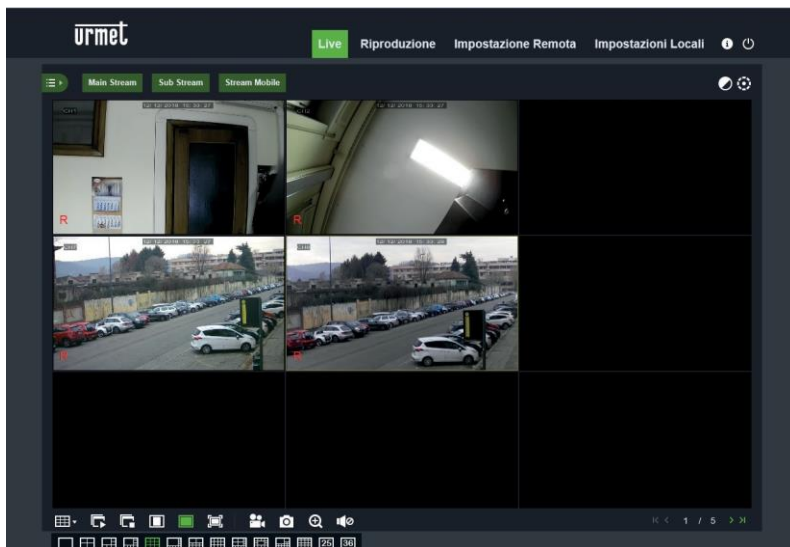 urmet
Live Riproduzione Impostazione Remota Impostazioni Locali
Main Stream Sub Stream Stream Mobile
R
R
R
R
1 / 5
25 36